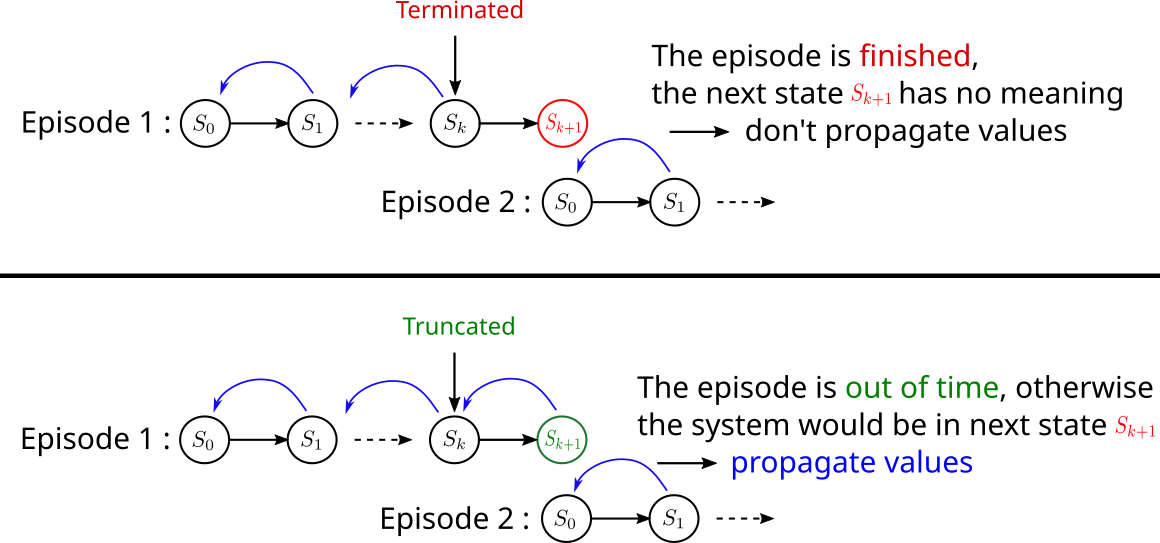 Terminated
The episode is finished,
the next state S_{k+1} has no meaning
don't propagate values
Episode 1 : S_0 S_1 S_k S_{k+1}
Episode 2 : S_0 S_1
Truncated
The episode is out of time, otherwise
the system would be in next state S_{k+1}
propagate values
Episode 1 : S_0 S_1 S_k S_{k+1}
Episode 2 : S_0 S_1